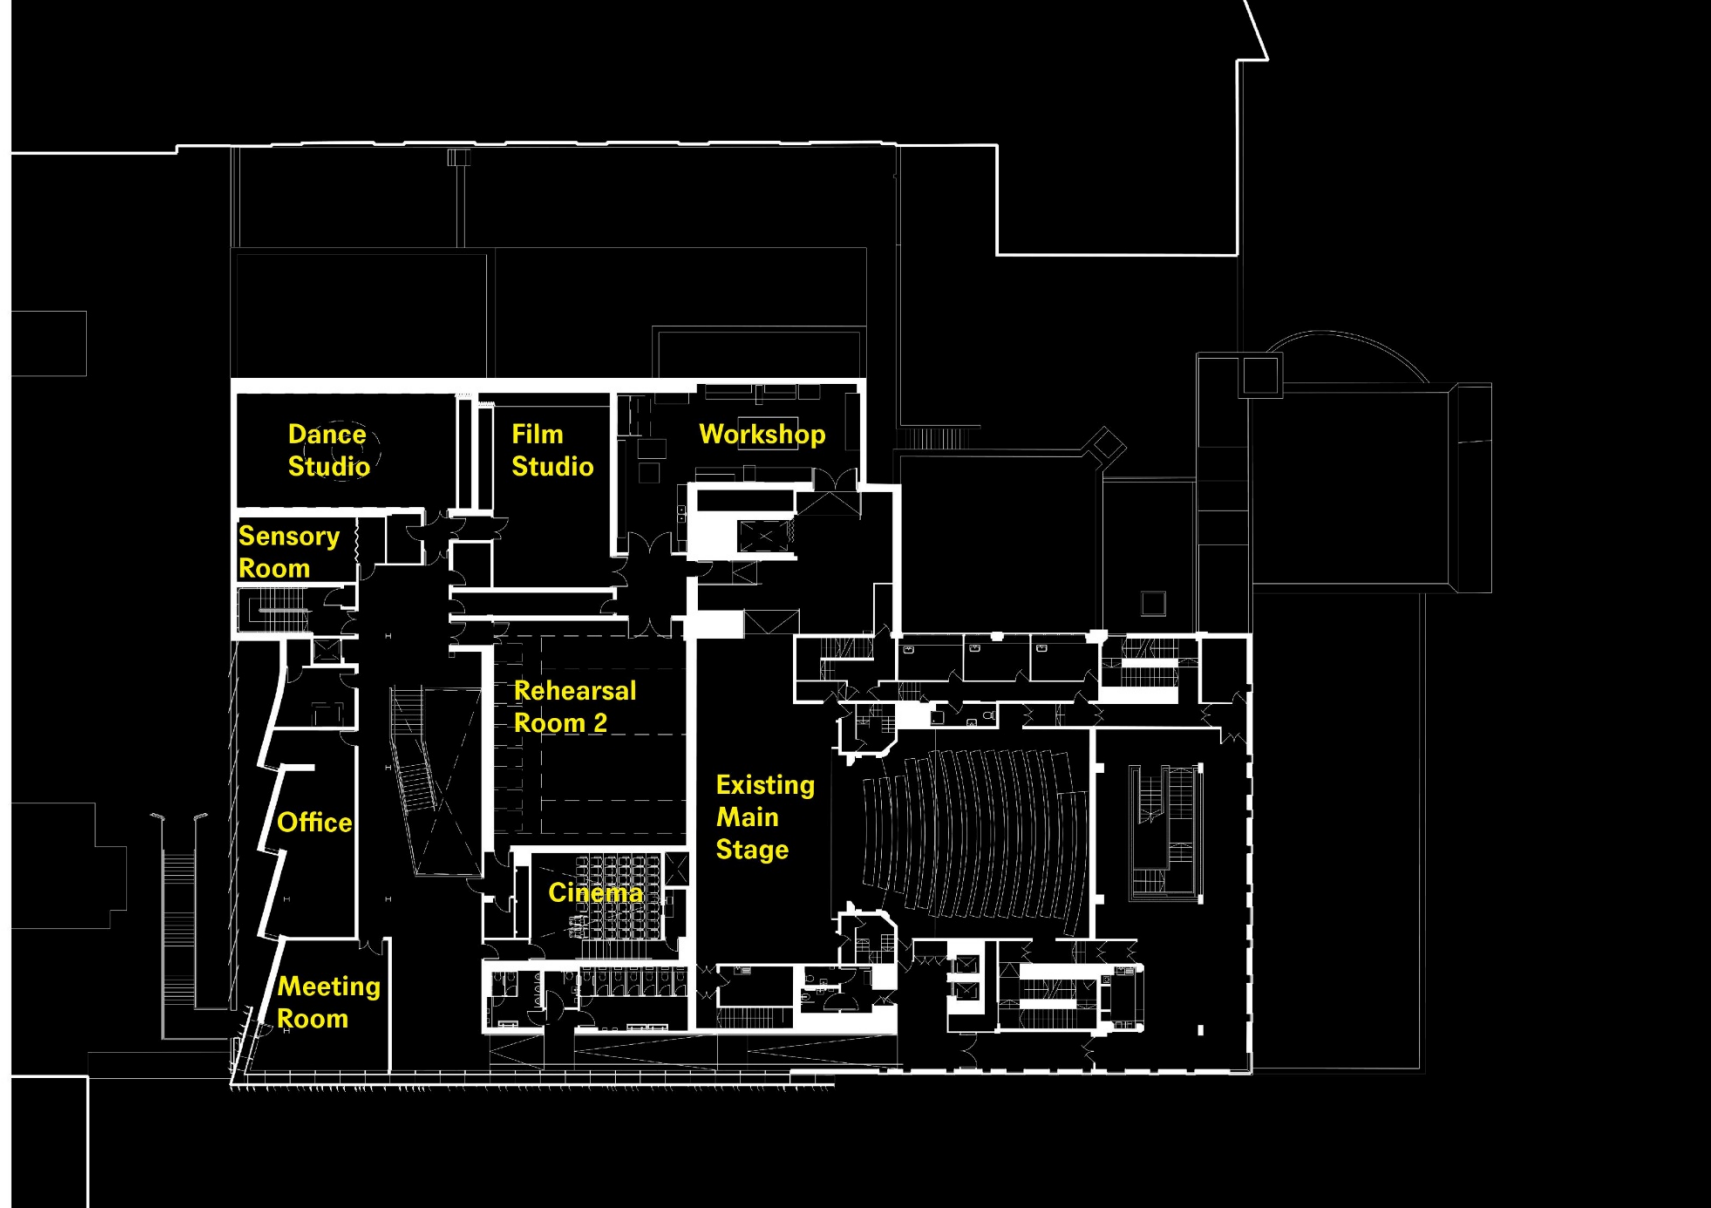 Dance
Studio
Film
Studio
Workshop
Sensory
Room
Rehearsal
Room 2
Existing
Main
Stage
Office
Cinema
Meeting
Room